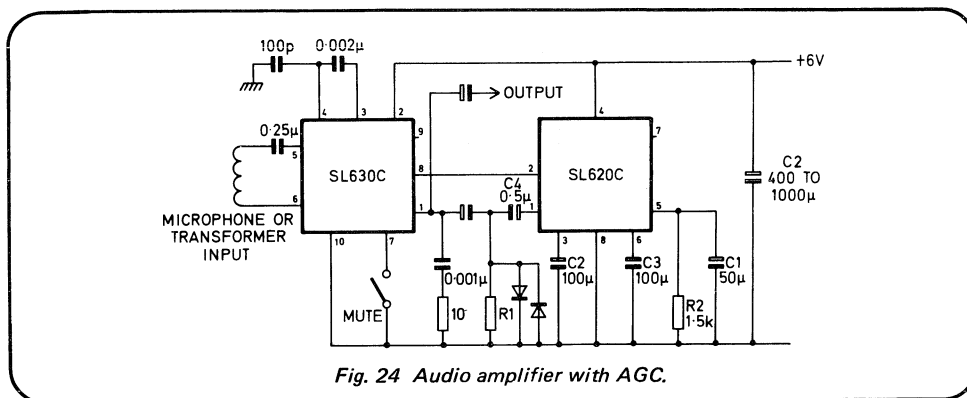 100p
0·002μ
+6V
OUTPUT
4
3
2
4
0·25μ
9
7
5
SL630C
8
2
SL620C
C2
400 TO
1000μ
C4
0·5μ
6
1
1
5
MICROPHONE OR
TRANSFORMER
INPUT
10
7
3
8
6
C2
100μ
C3
100μ
C1
50μ
0·001μ
MUTE
10
R1
R2
1·5k
Fig. 24 Audio amplifier with AGC.